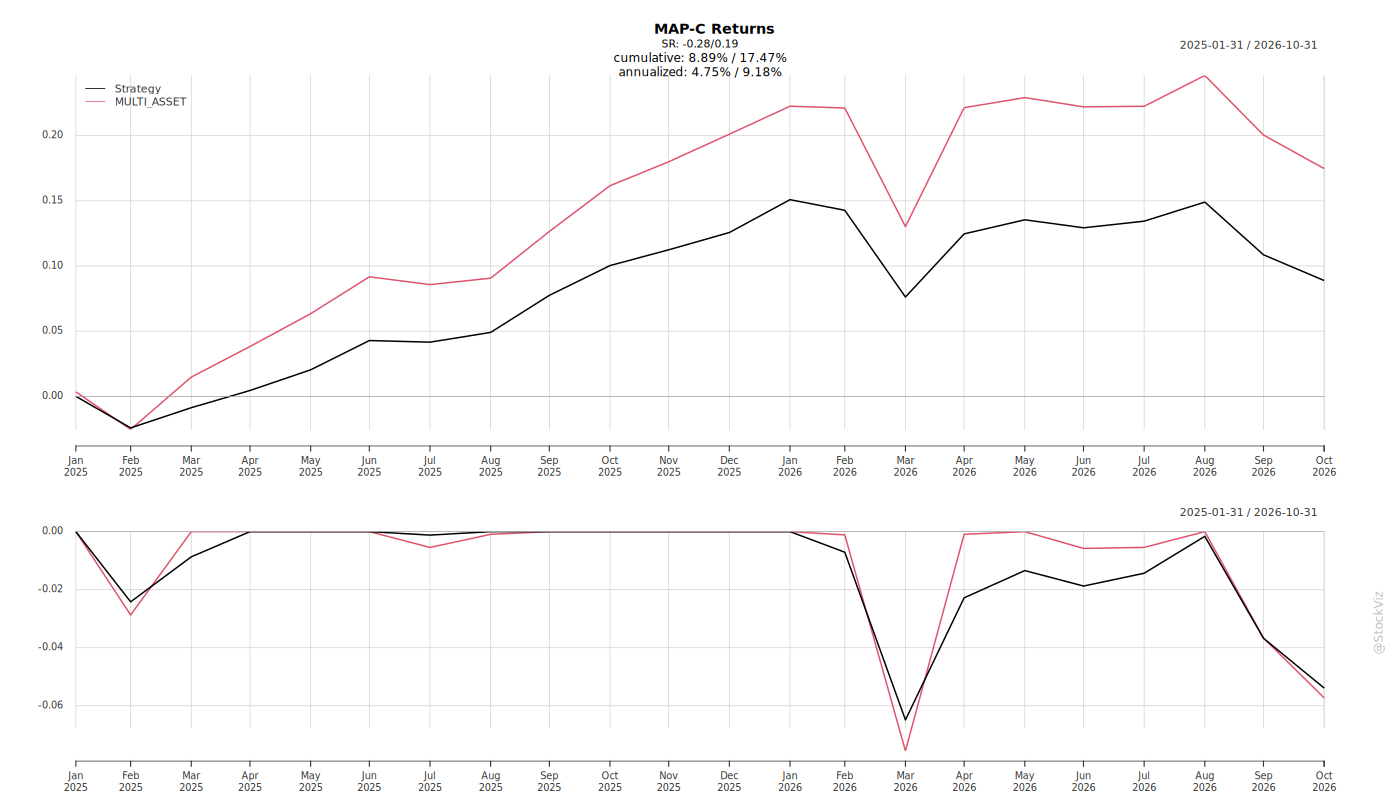 MAP-C Returns
SR: -0.28/0.19
cumulative: 8.89% / 17.47%
annualized: 4.75% / 9.18%
2025-01-31 / 2026-10-31
Strategy
MULTI_ASSET
0.20
0.15
0.10
0.05
0.00
Jan Feb Mar Apr May Jun Jul Aug Sep Oct Nov Dec Jan Feb Mar Apr May Jun Jul Aug Sep Oct
2025 2025 2025 2025 2025 2025 2025 2025 2025 2025 2025 2025 2026 2026 2026 2026 2026 2026 2026 2026 2026 2026
2025-01-31 / 2026-10-31
0.00
-0.02
-0.04
-0.06
Jan Feb Mar Apr May Jun Jul Aug Sep Oct Nov Dec Jan Feb Mar Apr May Jun Jul Aug Sep Oct
2025 2025 2025 2025 2025 2025 2025 2025 2025 2025 2025 2025 2026 2026 2026 2026 2026 2026 2026 2026 2026 2026
@StockViz